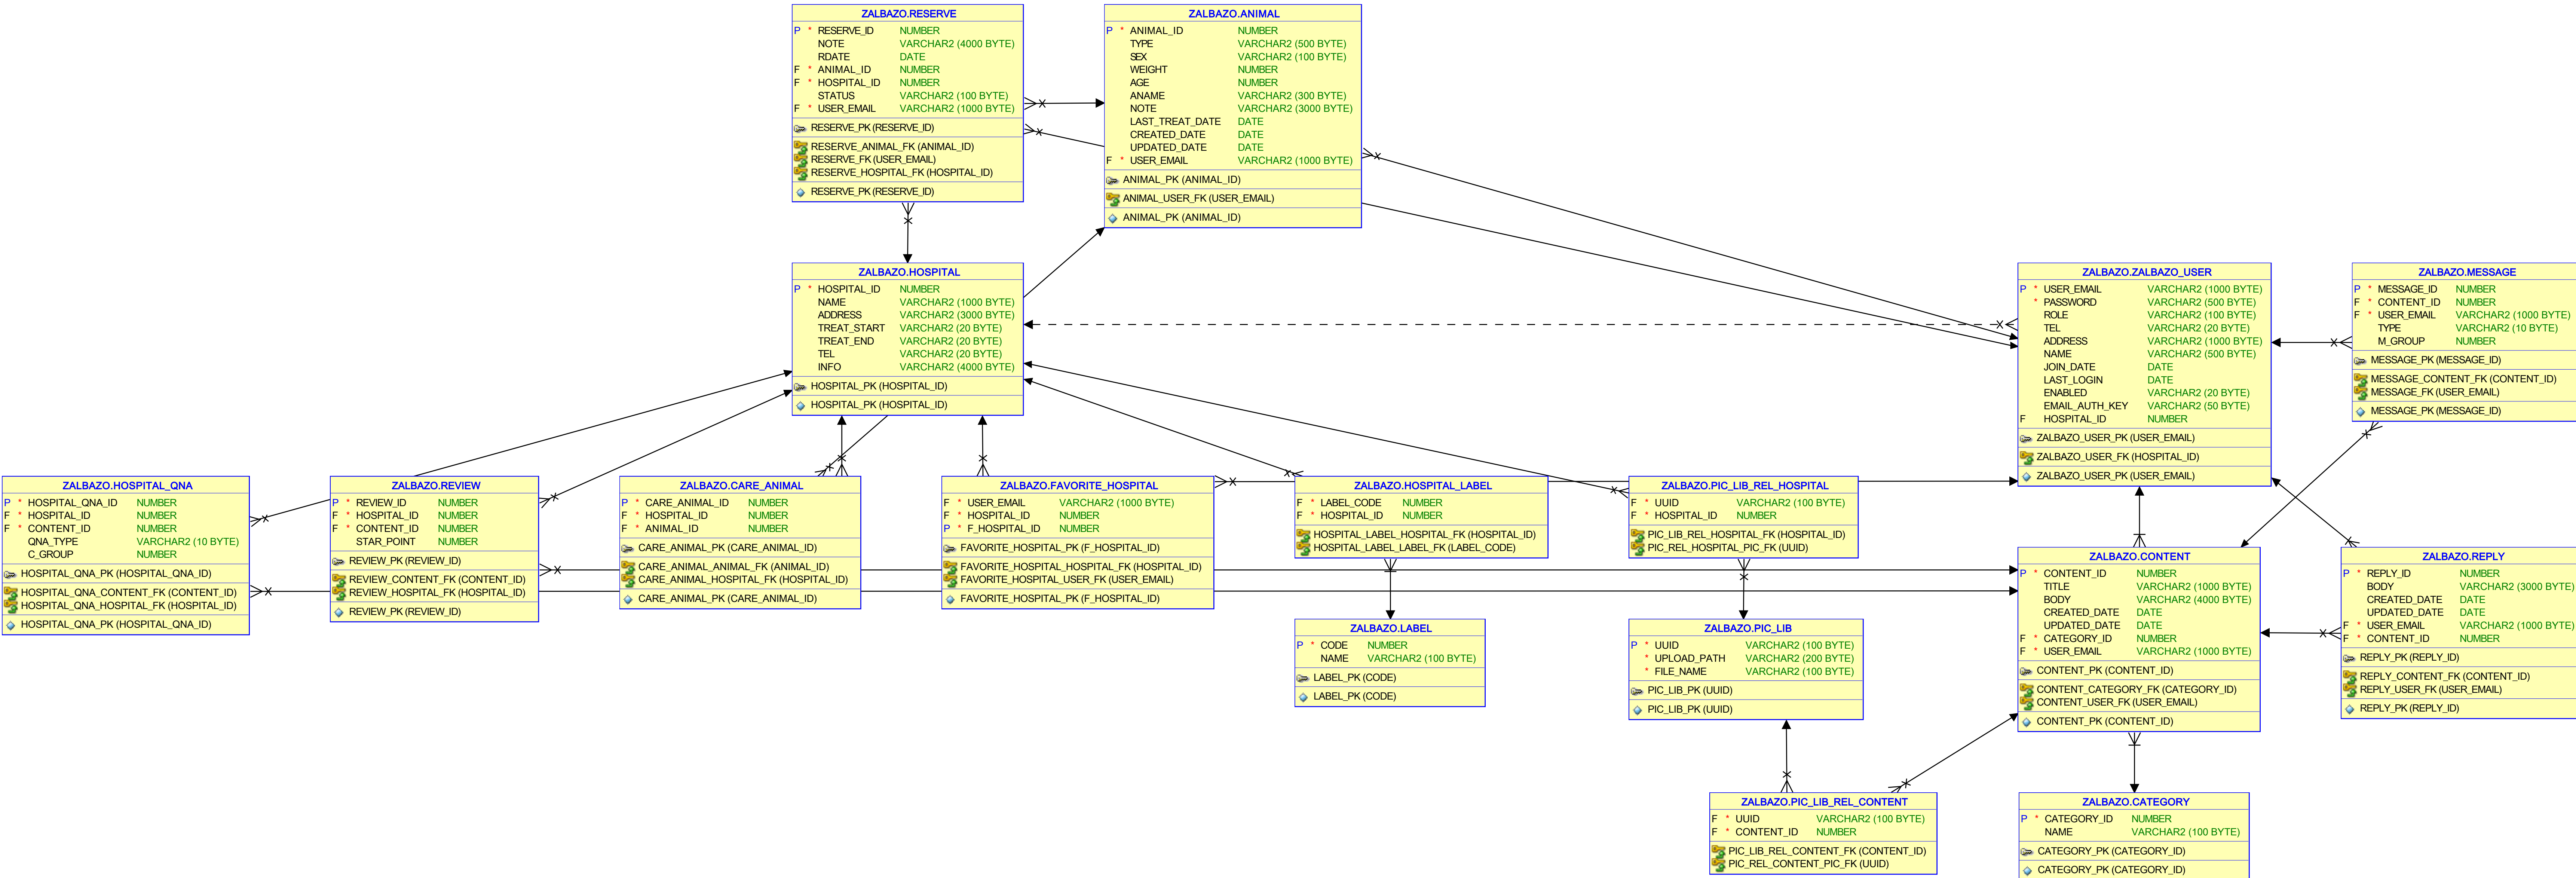 ZALBAZO.RESERVE
P * RESERVE_ID NUMBER
NOTE VARCHAR2 (4000 BYTE)
RDATE DATE
F * ANIMAL_ID NUMBER
F * HOSPITAL_ID NUMBER
STATUS VARCHAR2 (100 BYTE)
F * USER_EMAIL VARCHAR2 (1000 BYTE)
RESERVE_PK (RESERVE_ID)
RESERVE_ANIMAL_FK (ANIMAL_ID)
RESERVE_FK (USER_EMAIL)
RESERVE_HOSPITAL_FK (HOSPITAL_ID)
RESERVE_PK (RESERVE_ID)
ZALBAZO.ANIMAL
P * ANIMAL_ID NUMBER
TYPE VARCHAR2 (500 BYTE)
SEX VARCHAR2 (100 BYTE)
WEIGHT NUMBER
AGE NUMBER
ANAME VARCHAR2 (300 BYTE)
NOTE VARCHAR2 (3000 BYTE)
LAST_TREAT_DATE DATE
CREATED_DATE DATE
UPDATED_DATE DATE
F * USER_EMAIL VARCHAR2 (1000 BYTE)
ANIMAL_PK (ANIMAL_ID)
ANIMAL_USER_FK (USER_EMAIL)
ANIMAL_PK (ANIMAL_ID)
ZALBAZO.HOSPITAL
P * HOSPITAL_ID NUMBER
NAME VARCHAR2 (1000 BYTE)
ADDRESS VARCHAR2 (3000 BYTE)
TREAT_START VARCHAR2 (20 BYTE)
TREAT_END VARCHAR2 (20 BYTE)
TEL VARCHAR2 (20 BYTE)
INFO VARCHAR2 (4000 BYTE)
HOSPITAL_PK (HOSPITAL_ID)
HOSPITAL_PK (HOSPITAL_ID)
ZALBAZO.ZALBAZO_USER
P * USER_EMAIL VARCHAR2 (1000 BYTE)
* PASSWORD VARCHAR2 (500 BYTE)
ROLE VARCHAR2 (100 BYTE)
TEL VARCHAR2 (20 BYTE)
ADDRESS VARCHAR2 (1000 BYTE)
NAME VARCHAR2 (500 BYTE)
JOIN_DATE DATE
LAST_LOGIN DATE
ENABLED VARCHAR2 (20 BYTE)
EMAIL_AUTH_KEY VARCHAR2 (50 BYTE)
F HOSPITAL_ID NUMBER
ZALBAZO_USER_PK (USER_EMAIL)
ZALBAZO_USER_FK (HOSPITAL_ID)
ZALBAZO_USER_PK (USER_EMAIL)
ZALBAZO.MESSAGE
P * MESSAGE_ID NUMBER
F * CONTENT_ID NUMBER
F * USER_EMAIL VARCHAR2 (1000 BYTE)
TYPE VARCHAR2 (10 BYTE)
M_GROUP NUMBER
MESSAGE_PK (MESSAGE_ID)
MESSAGE_CONTENT_FK (CONTENT_ID)
MESSAGE_FK (USER_EMAIL)
MESSAGE_PK (MESSAGE_ID)
ZALBAZO.HOSPITAL_QNA
P * HOSPITAL_QNA_ID NUMBER
F * HOSPITAL_ID NUMBER
F * CONTENT_ID NUMBER
QNA_TYPE VARCHAR2 (10 BYTE)
C_GROUP NUMBER
HOSPITAL_QNA_PK (HOSPITAL_QNA_ID)
HOSPITAL_QNA_CONTENT_FK (CONTENT_ID)
HOSPITAL_QNA_HOSPITAL_FK (HOSPITAL_ID)
HOSPITAL_QNA_PK (HOSPITAL_QNA_ID)
ZALBAZO.REVIEW
P * REVIEW_ID NUMBER
F * HOSPITAL_ID NUMBER
F * CONTENT_ID NUMBER
STAR_POINT NUMBER
REVIEW_PK (REVIEW_ID)
REVIEW_CONTENT_FK (CONTENT_ID)
REVIEW_HOSPITAL_FK (HOSPITAL_ID)
REVIEW_PK (REVIEW_ID)
ZALBAZO.CARE_ANIMAL
P * CARE_ANIMAL_ID NUMBER
F * HOSPITAL_ID NUMBER
F * ANIMAL_ID NUMBER
CARE_ANIMAL_PK (CARE_ANIMAL_ID)
CARE_ANIMAL_ANIMAL_FK (ANIMAL_ID)
CARE_ANIMAL_HOSPITAL_FK (HOSPITAL_ID)
CARE_ANIMAL_PK (CARE_ANIMAL_ID)
ZALBAZO.FAVORITE_HOSPITAL
F * USER_EMAIL VARCHAR2 (1000 BYTE)
F * HOSPITAL_ID NUMBER
P * F_HOSPITAL_ID NUMBER
FAVORITE_HOSPITAL_PK (F_HOSPITAL_ID)
FAVORITE_HOSPITAL_HOSPITAL_FK (HOSPITAL_ID)
FAVORITE_HOSPITAL_USER_FK (USER_EMAIL)
FAVORITE_HOSPITAL_PK (F_HOSPITAL_ID)
ZALBAZO.HOSPITAL_LABEL
F * LABEL_CODE NUMBER
F * HOSPITAL_ID NUMBER
HOSPITAL_LABEL_HOSPITAL_FK (HOSPITAL_ID)
HOSPITAL_LABEL_LABEL_FK (LABEL_CODE)
ZALBAZO.PIC_LIB_REL_HOSPITAL
F * UUID VARCHAR2 (100 BYTE)
F * HOSPITAL_ID NUMBER
PIC_LIB_REL_HOSPITAL_FK (HOSPITAL_ID)
PIC_REL_HOSPITAL_PIC_FK (UUID)
ZALBAZO.CONTENT
P * CONTENT_ID NUMBER
TITLE VARCHAR2 (1000 BYTE)
BODY VARCHAR2 (4000 BYTE)
CREATED_DATE DATE
UPDATED_DATE DATE
F * CATEGORY_ID NUMBER
F * USER_EMAIL VARCHAR2 (1000 BYTE)
CONTENT_PK (CONTENT_ID)
CONTENT_CATEGORY_FK (CATEGORY_ID)
CONTENT_USER_FK (USER_EMAIL)
CONTENT_PK (CONTENT_ID)
ZALBAZO.REPLY
P * REPLY_ID NUMBER
BODY VARCHAR2 (3000 BYTE)
CREATED_DATE DATE
UPDATED_DATE DATE
F * USER_EMAIL VARCHAR2 (1000 BYTE)
F * CONTENT_ID NUMBER
REPLY_PK (REPLY_ID)
REPLY_CONTENT_FK (CONTENT_ID)
REPLY_USER_FK (USER_EMAIL)
REPLY_PK (REPLY_ID)
ZALBAZO.LABEL
P * CODE NUMBER
NAME VARCHAR2 (100 BYTE)
LABEL_PK (CODE)
LABEL_PK (CODE)
ZALBAZO.PIC_LIB
P * UUID VARCHAR2 (100 BYTE)
* UPLOAD_PATH VARCHAR2 (200 BYTE)
* FILE_NAME VARCHAR2 (100 BYTE)
PIC_LIB_PK (UUID)
PIC_LIB_PK (UUID)
ZALBAZO.PIC_LIB_REL_CONTENT
F * UUID VARCHAR2 (100 BYTE)
F * CONTENT_ID NUMBER
PIC_LIB_REL_CONTENT_FK (CONTENT_ID)
PIC_REL_CONTENT_PIC_FK (UUID)
ZALBAZO.CATEGORY
P * CATEGORY_ID NUMBER
NAME VARCHAR2 (100 BYTE)
CATEGORY_PK (CATEGORY_ID)
CATEGORY_PK (CATEGORY_ID)